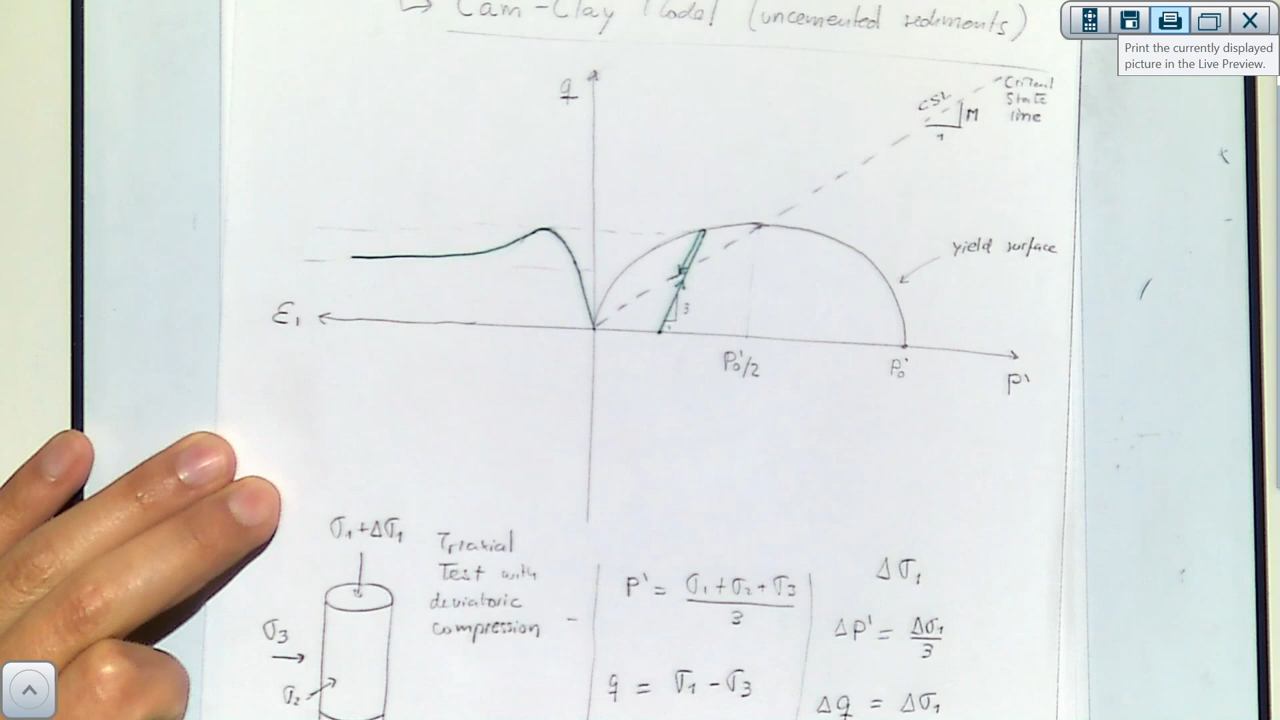 ↳ Cam-Clay Model (uncemented sediments)
Print the currently displayed
picture in the Live Preview.
q
CSL
M
1
Critical
State
line
yield surface
3
1
ε₁
P₀'/2
P₀'
P'
σ₁+Δσ₁
Triaxial
Test with
deviatoric
compression
σ₃
σ₂
P' = σ₁ + σ₂ + σ₃
3
q = σ₁ - σ₃
Δσ₁
ΔP' = Δσ₁
3
Δq = Δσ₁